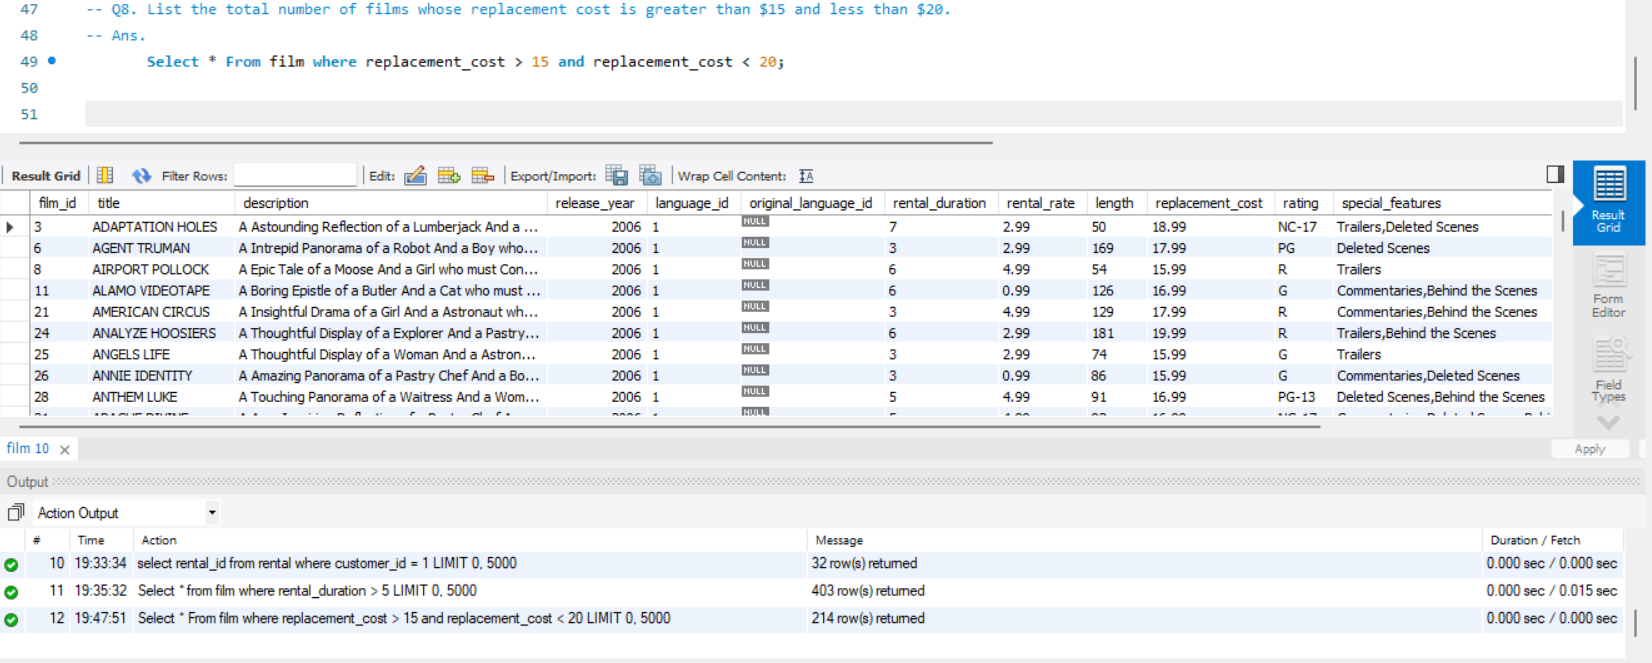 47 -- Q8. List the total number of films whose replacement cost is greater than $15 and less than $20.
48 -- Ans.
49 Select * From film where replacement_cost > 15 and replacement_cost < 20;
50
51
Result Grid Filter Rows: Edit: Export/Import: Wrap Cell Content: IA
Result Grid
Form Editor
Field Types
film_id title description release_year language_id original_language_id rental_duration rental_rate length replacement_cost rating special_features
3 ADAPTATION HOLES A Astounding Reflection of a Lumberjack And a ... 2006 1 NULL 7 2.99 50 18.99 NC-17 Trailers,Deleted Scenes
6 AGENT TRUMAN A Intrepid Panorama of a Robot And a Boy who... 2006 1 NULL 3 2.99 169 17.99 PG Deleted Scenes
8 AIRPORT POLLOCK A Epic Tale of a Moose And a Girl who must Con... 2006 1 NULL 6 4.99 54 15.99 R Trailers
11 ALAMO VIDEOTAPE A Boring Epistle of a Butler And a Cat who must ... 2006 1 NULL 6 0.99 126 16.99 G Commentaries,Behind the Scenes
21 AMERICAN CIRCUS A Insightful Drama of a Girl And a Astronaut wh... 2006 1 NULL 3 4.99 129 17.99 R Commentaries,Behind the Scenes
24 ANALYZE HOOSIERS A Thoughtful Display of a Explorer And a Pastry... 2006 1 NULL 6 2.99 181 19.99 R Trailers,Behind the Scenes
25 ANGELS LIFE A Thoughtful Display of a Woman And a Astron... 2006 1 NULL 3 2.99 74 15.99 G Trailers
26 ANNIE IDENTITY A Amazing Panorama of a Pastry Chef And a Bo... 2006 1 NULL 3 0.99 86 15.99 G Commentaries,Deleted Scenes
28 ANTHEM LUKE A Touching Panorama of a Waitress And a Wom... 2006 1 NULL 5 4.99 91 16.99 PG-13 Deleted Scenes,Behind the Scenes
film 10
Apply
Output
Action Output
# Time Action Message Duration / Fetch
10 19:33:34 select rental_id from rental where customer_id = 1 LIMIT 0, 5000 32 row(s) returned 0.000 sec / 0.000 sec
11 19:35:32 Select * from film where rental_duration > 5 LIMIT 0, 5000 403 row(s) returned 0.000 sec / 0.015 sec
12 19:47:51 Select * From film where replacement_cost > 15 and replacement_cost < 20 LIMIT 0, 5000 214 row(s) returned 0.000 sec / 0.000 sec